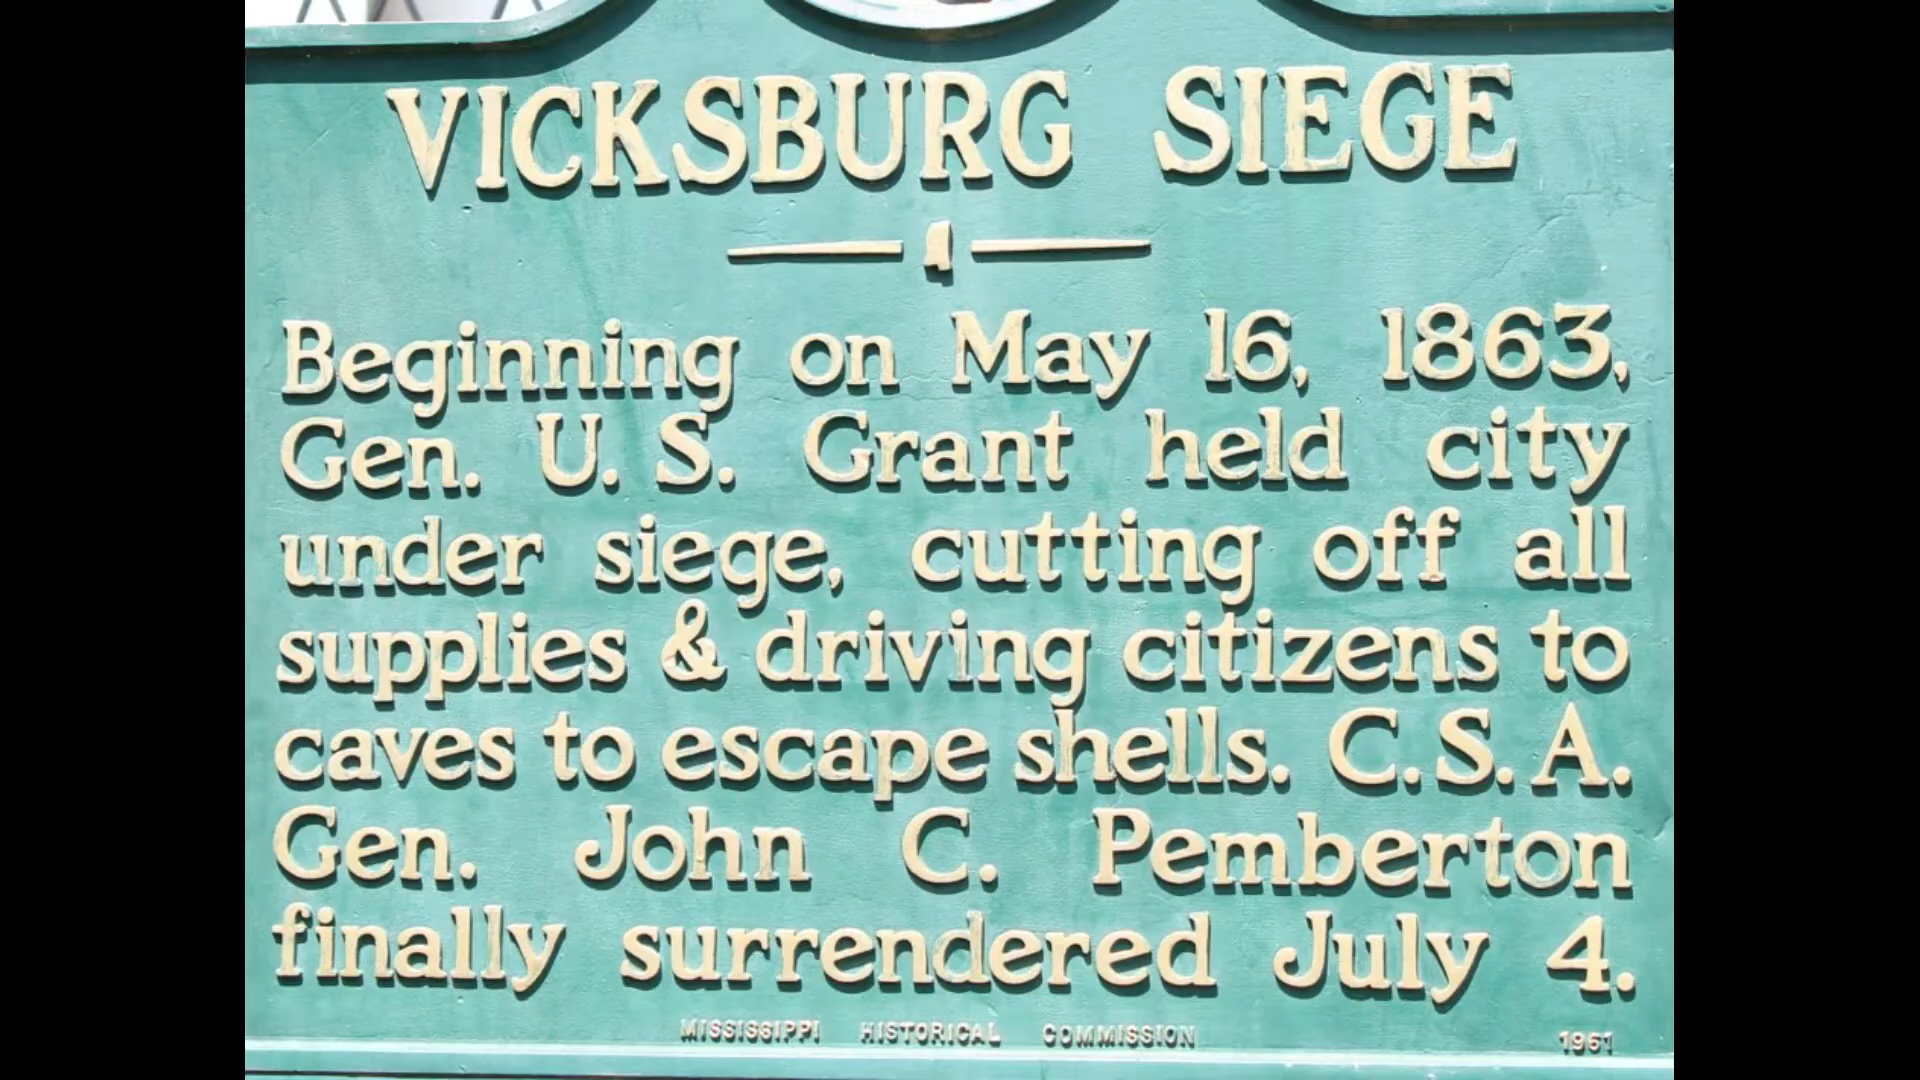 VICKSBURG SIEGE
Beginning on May 16, 1863,
Gen. U. S. Grant held city
under siege, cutting off all
supplies & driving citizens to
caves to escape shells. C.S.A.
Gen. John C. Pemberton
finally surrendered July 4.
MISSISSIPPI HISTORICAL COMMISSION 1961